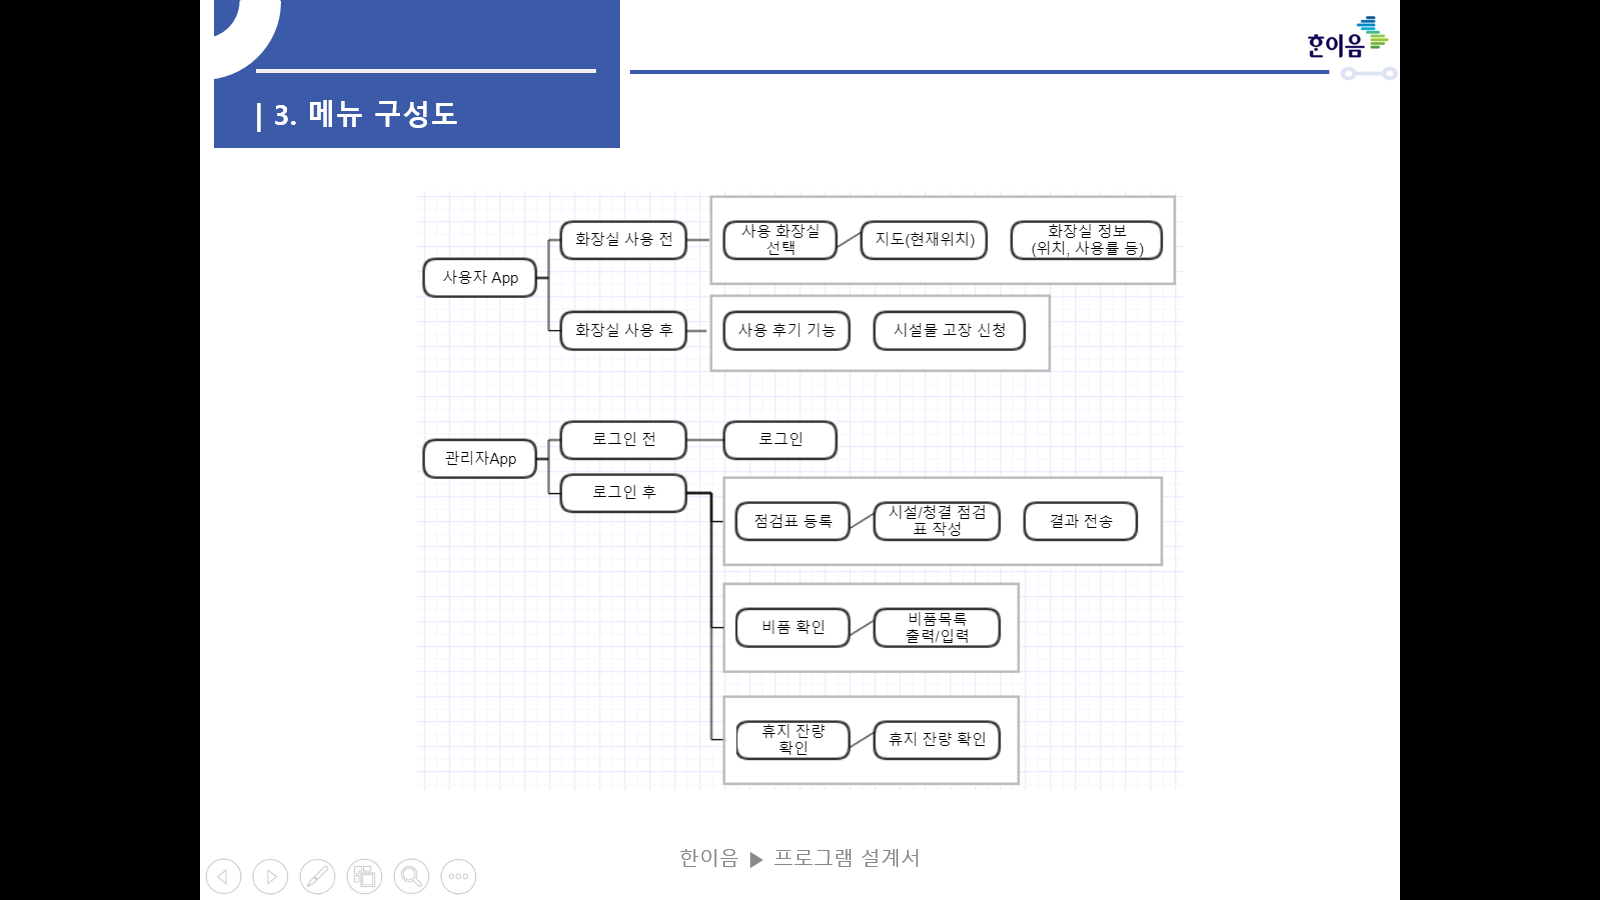 한이음
| 3. 메뉴 구성도
사용자 App
화장실 사용 전
사용 화장실
선택
지도(현재위치)
화장실 정보
(위치, 사용률 등)
화장실 사용 후
사용 후기 기능
시설물 고장 신청
관리자App
로그인 전
로그인
로그인 후
점검표 등록
시설/청결 점검
표 작성
결과 전송
비품 확인
비품목록
출력/입력
휴지 잔량
확인
휴지 잔량 확인
한이음 ▶ 프로그램 설계서